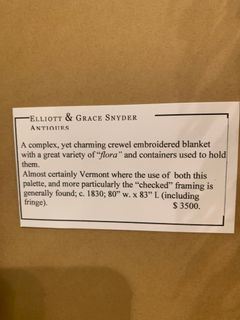 ELLIOTT & GRACE SNYDER
ANTIQUES
A complex, yet charming crewel embroidered blanket
with a great variety of "flora" and containers used to hold
them.
Almost certainly Vermont where the use of both this
palette, and more particularly the "checked" framing is
generally found; c. 1830; 80" w. x 83" l. (including
fringe). $ 3500.